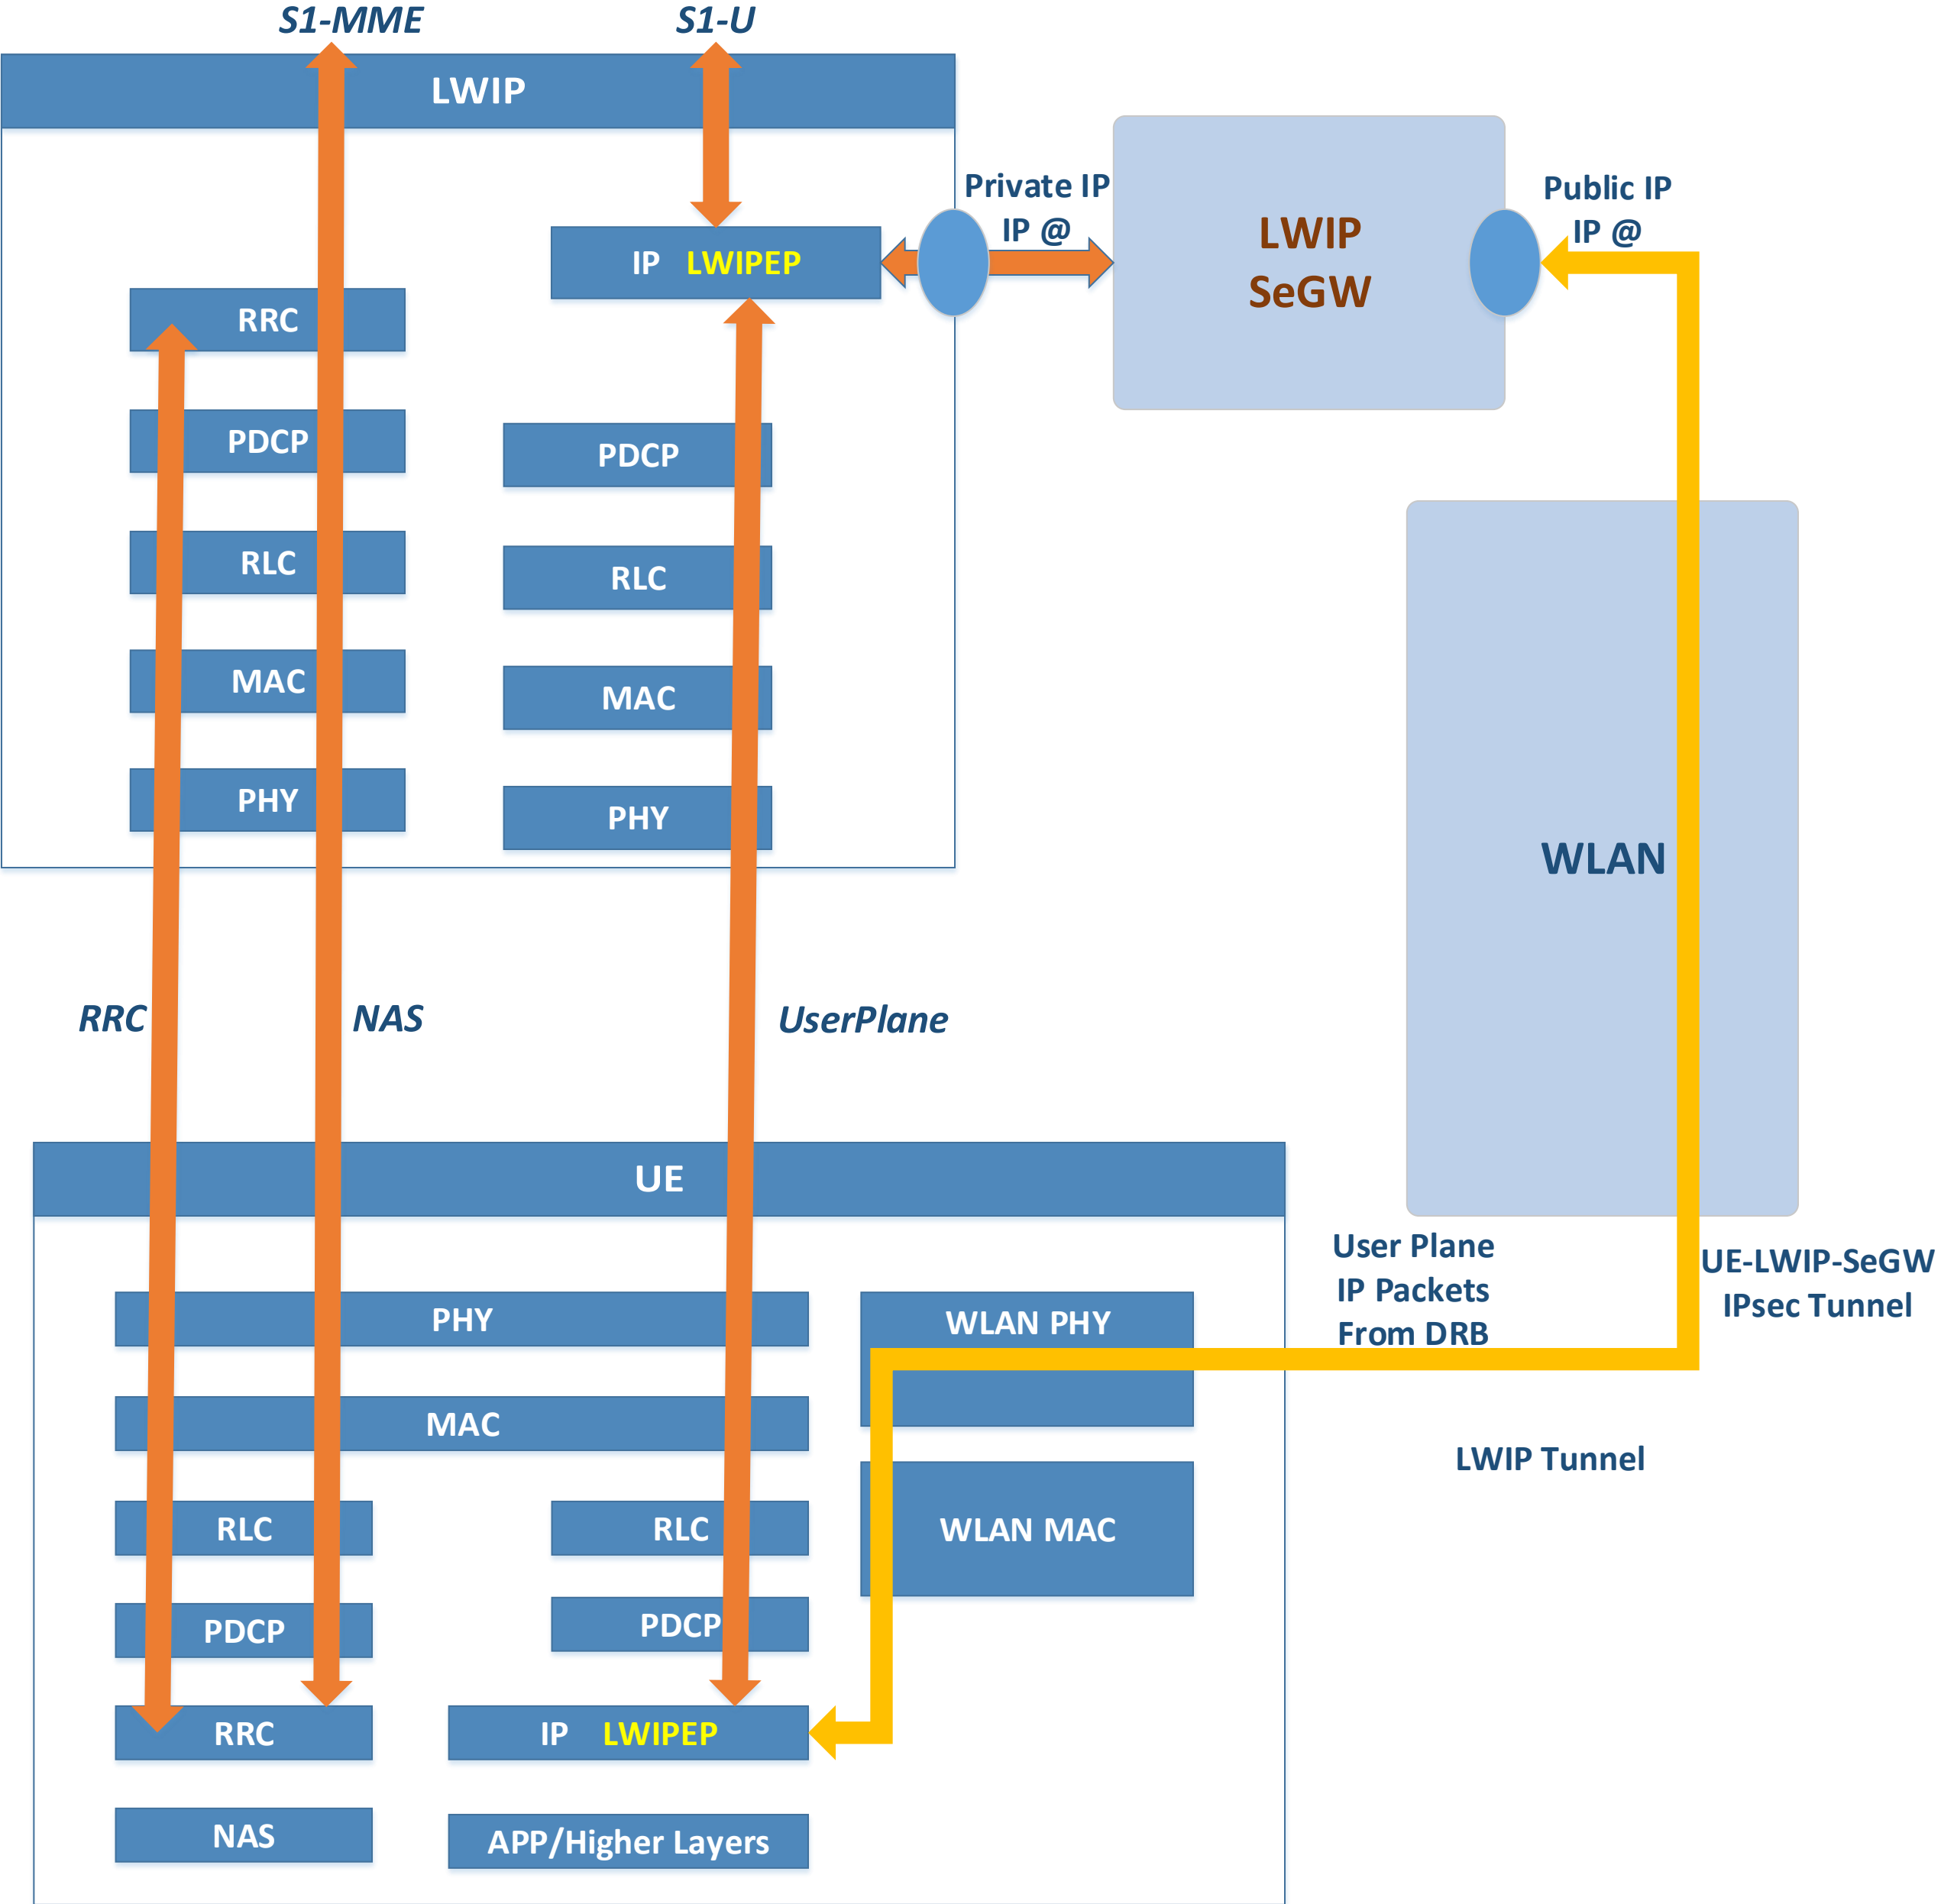 S1-MME
S1-U
LWIP
Private IP
IP @
LWIP
SeGW
Public IP
IP @
IP LWIPEP
RRC
PDCP
PDCP
RLC
RLC
MAC
MAC
PHY
PHY
WLAN
RRC
NAS
UserPlane
UE
User Plane
IP Packets
From DRB
UE-LWIP-SeGW
IPsec Tunnel
PHY
WLAN PHY
MAC
LWIP Tunnel
RLC
RLC
WLAN MAC
PDCP
PDCP
RRC
IP LWIPEP
NAS
APP/Higher Layers